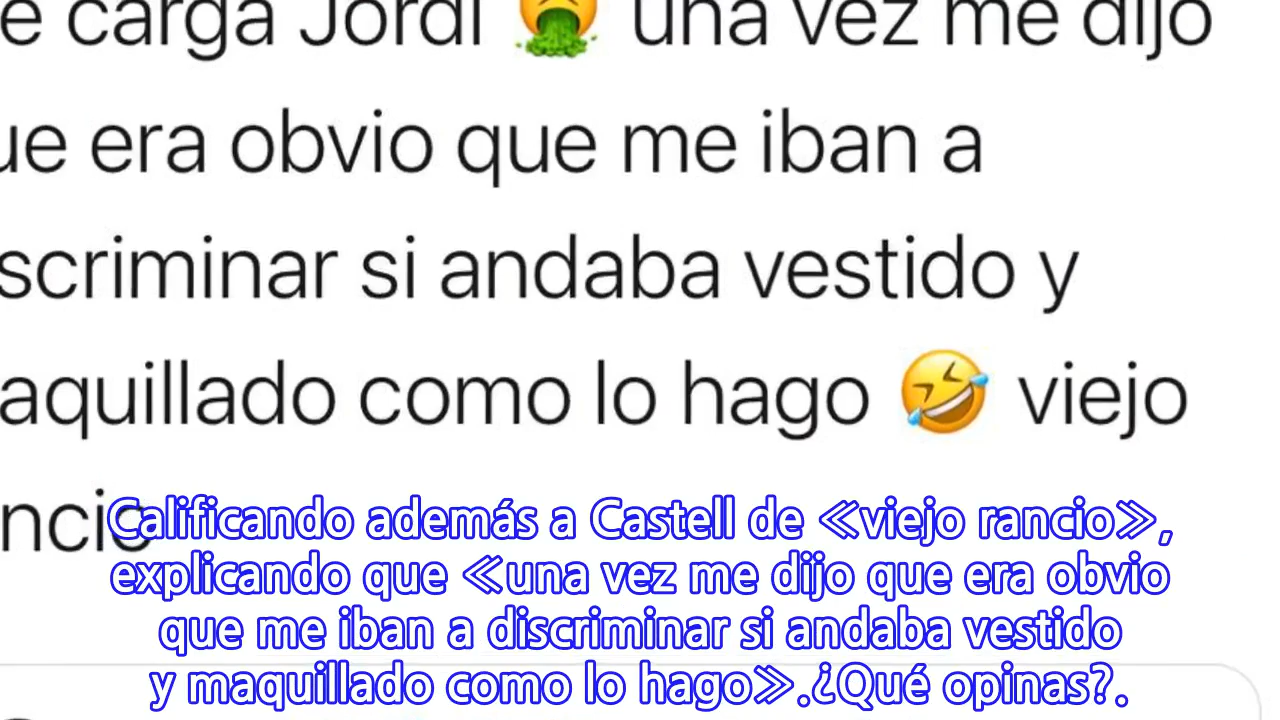 e carga Jordi 🤮 una vez me dijo
ue era obvio que me iban a
scriminar si andaba vestido y
aquillado como lo hago 🤣 viejo
ncio
Calificando además a Castell de ≪viejo rancio≫,
explicando que ≪una vez me dijo que era obvio
que me iban a discriminar si andaba vestido
y maquillado como lo hago≫.¿Qué opinas?.